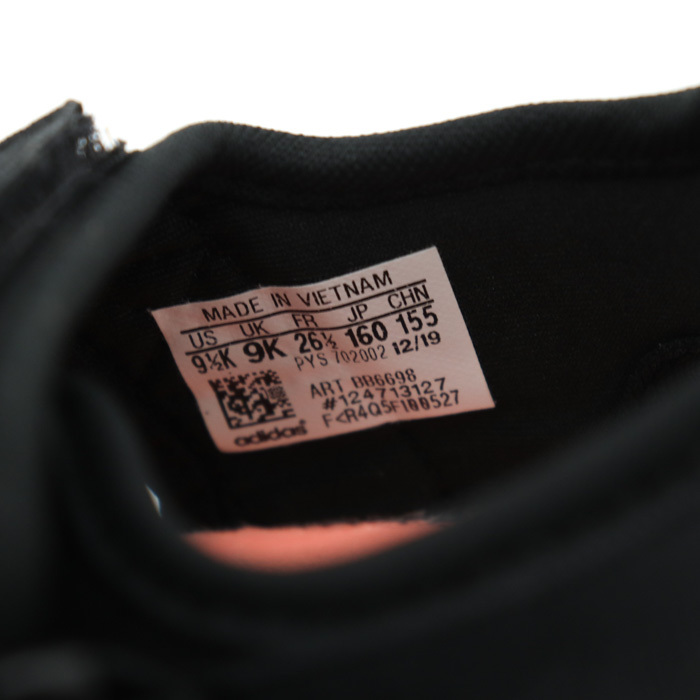 MADE IN VIETNAM
US UK FR JP CHN
9½K 9K 26½ 160 155
PYS 702002 12/19
ART BB6698
#124713127
F<R4Q5F100527
adidas